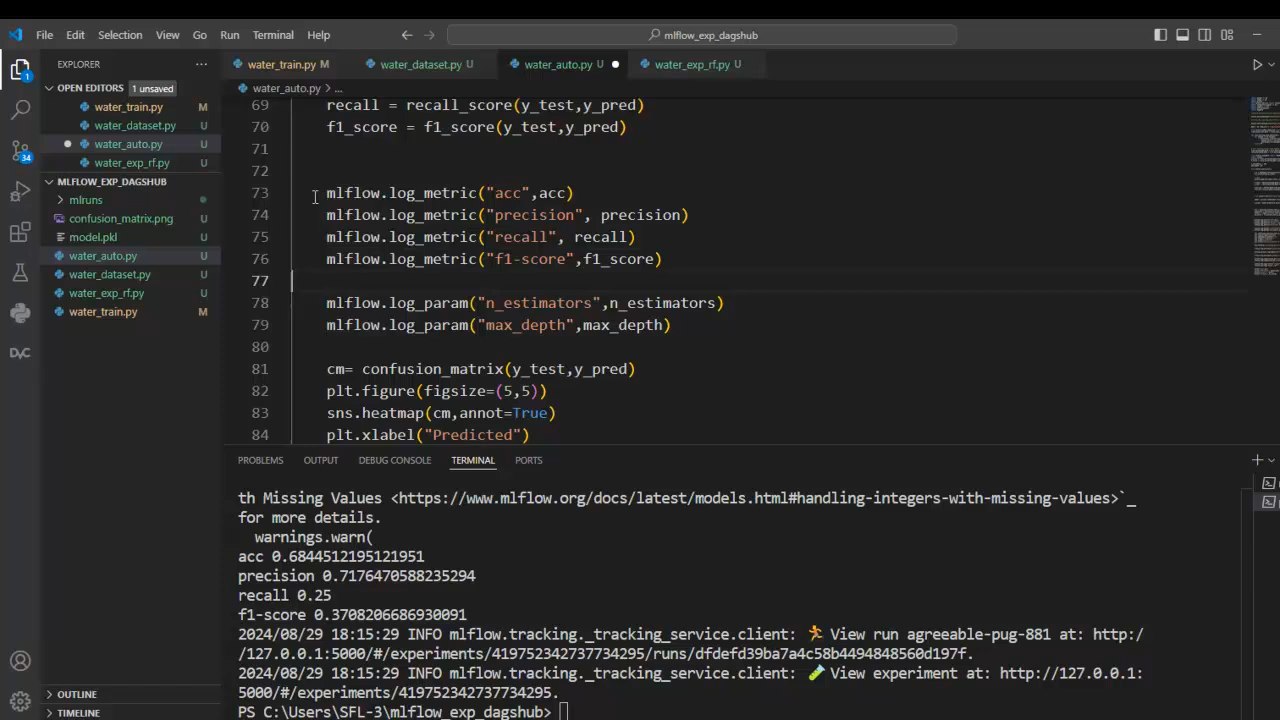 File Edit Selection View Go Run Terminal Help
mlflow_exp_dagshub
EXPLORER
OPEN EDITORS 1 unsaved
water_train.py M
water_dataset.py U
water_auto.py U
water_exp_rf.py U
MLFLOW_EXP_DAGSHUB
mlruns
confusion_matrix.png U
model.pkl U
water_auto.py U
water_dataset.py U
water_exp_rf.py U
water_train.py M
OUTLINE
TIMELINE
1
34
DVC
water_train.py M water_dataset.py U water_auto.py U water_exp_rf.py U
water_auto.py > ...
69 recall = recall_score(y_test,y_pred)
70 f1_score = f1_score(y_test,y_pred)
71
72
73 mlflow.log_metric("acc",acc)
74 mlflow.log_metric("precision", precision)
75 mlflow.log_metric("recall", recall)
76 mlflow.log_metric("f1-score",f1_score)
77
78 mlflow.log_param("n_estimators",n_estimators)
79 mlflow.log_param("max_depth",max_depth)
80
81 cm= confusion_matrix(y_test,y_pred)
82 plt.figure(figsize=(5,5))
83 sns.heatmap(cm,annot=True)
84 plt.xlabel("Predicted")
PROBLEMS OUTPUT DEBUG CONSOLE TERMINAL PORTS
th Missing Values <https://www.mlflow.org/docs/latest/models.html#handling-integers-with-missing-values>`_
for more details.
warnings.warn(
acc 0.6844512195121951
precision 0.7176470588235294
recall 0.25
f1-score 0.3708206686930091
2024/08/29 18:15:29 INFO mlflow.tracking._tracking_service.client: 🏃 View run agreeable-pug-881 at: http:/
/127.0.0.1:5000/#/experiments/419752342737734295/runs/dfdefd39ba7a4c58b4494848560d197f.
2024/08/29 18:15:29 INFO mlflow.tracking._tracking_service.client: 🧪 View experiment at: http://127.0.0.1:
5000/#/experiments/419752342737734295.
PS C:\Users\SFL-3\mlflow_exp_dagshub>